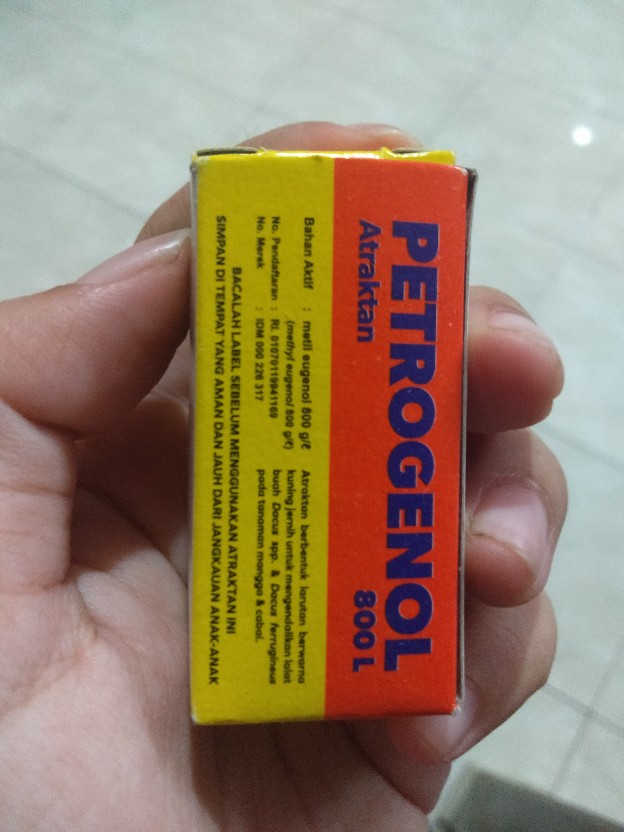 PETROGENOL 800 L
Atraktan
Bahan Aktif : metil eugenol 800 g/ℓ
(methyl eugenol 800 g/ℓ)
No. Pendaftaran : RI. 01070119941169
No. Merek : IDM 000 226 317
Atraktan berbentuk larutan berwarna
kuning jernih untuk mengendalikan lalat
buah Dacus spp. & Dacus ferrugineus
pada tanaman mangga & cabai.
BACALAH LABEL SEBELUM MENGGUNAKAN ATRAKTAN INI
SIMPAN DI TEMPAT YANG AMAN DAN JAUH DARI JANGKAUAN ANAK-ANAK